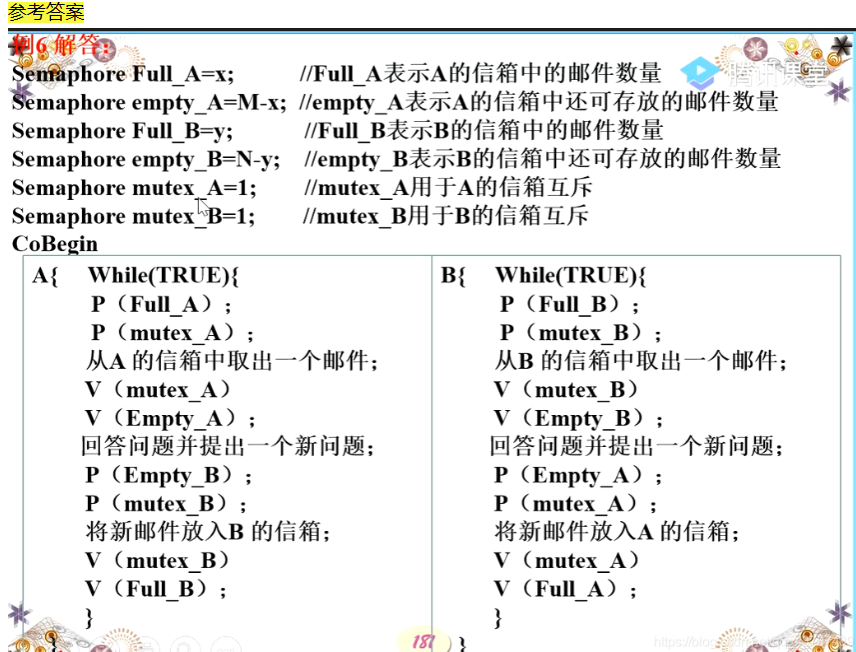 参考答案
例6 解答:
Semaphore Full_A=x; //Full_A表示A的信箱中的邮件数量
Semaphore empty_A=M-x; //empty_A表示A的信箱中还可存放的邮件数量
Semaphore Full_B=y; //Full_B表示B的信箱中的邮件数量
Semaphore empty_B=N-y; //empty_B表示B的信箱中还可存放的邮件数量
Semaphore mutex_A=1; //mutex_A用于A的信箱互斥
Semaphore mutex_B=1; //mutex_B用于B的信箱互斥
CoBegin
A{ While(TRUE){
P（Full_A）;
P（mutex_A）;
从A 的信箱中取出一个邮件;
V（mutex_A）
V（Empty_A）;
回答问题并提出一个新问题;
P（Empty_B）;
P（mutex_B）;
将新邮件放入B 的信箱;
V（mutex_B）
V（Full_B）;
}
}
B{ While(TRUE){
P（Full_B）;
P（mutex_B）;
从B 的信箱中取出一个邮件;
V（mutex_B）
V（Empty_B）;
回答问题并提出一个新问题;
P（Empty_A）;
P（mutex_A）;
将新邮件放入A 的信箱;
V（mutex_A）
V（Full_A）;
}
}
腾讯课堂
181